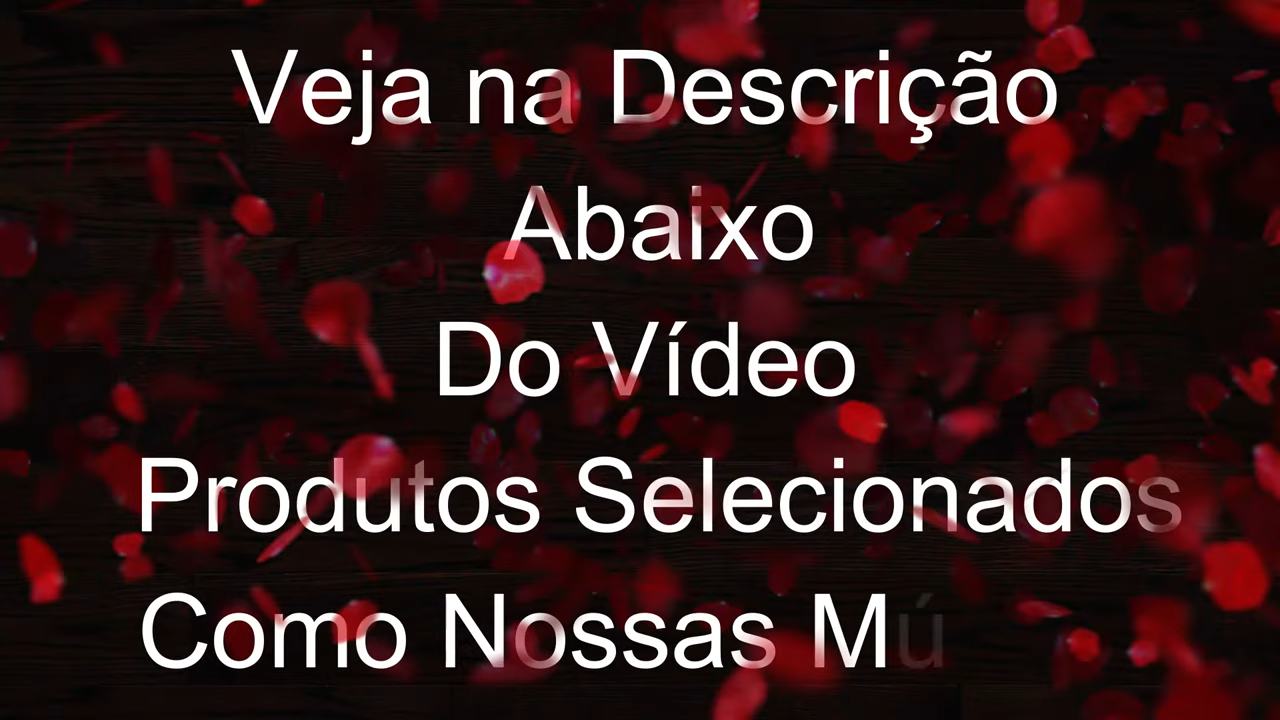 Veja na Descrição
Abaixo
Do Vídeo
Produtos Selecionados
Como Nossas Mú